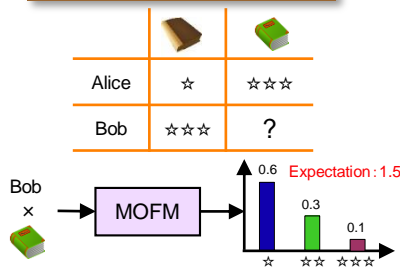 Alice ☆ ☆☆☆
Bob ☆☆☆ ?
0.6 Expectation:1.5
Bob
×
MOFM
0.3
0.1
☆ ☆☆ ☆☆☆